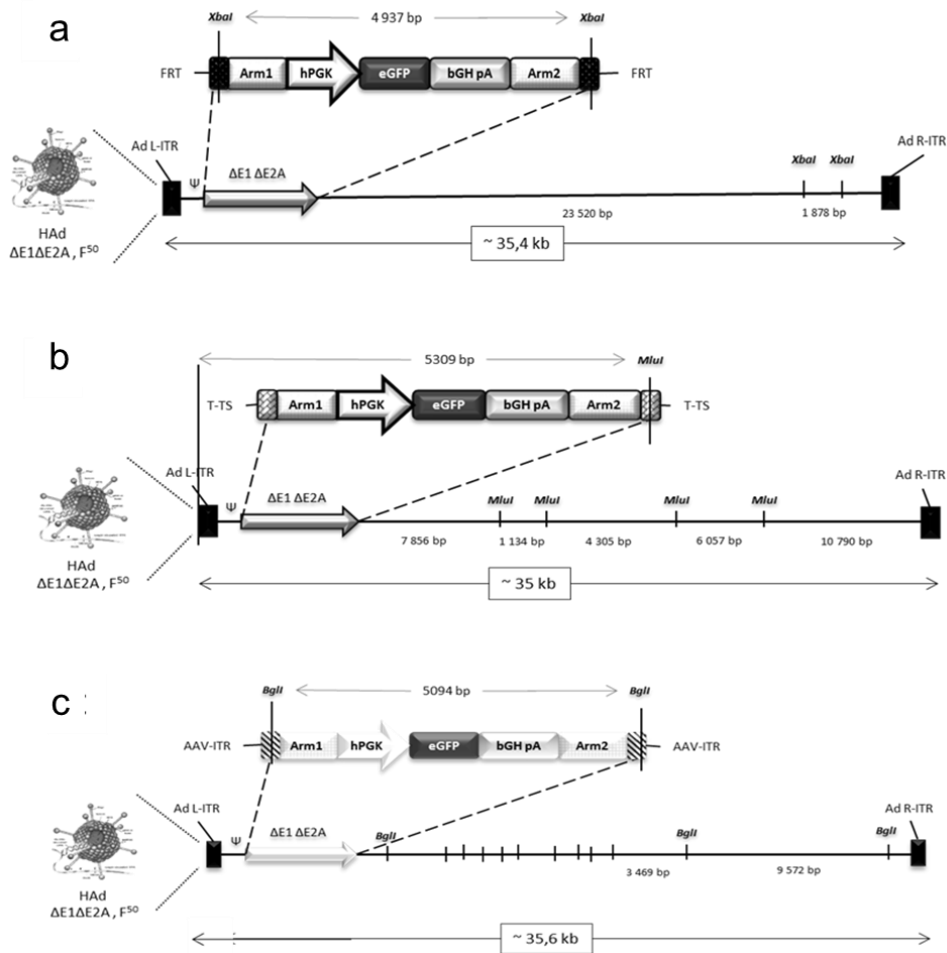 a
XbaI
4 937 bp
XbaI
FRT
Arm1
hPGK
eGFP
bGH pA
Arm2
FRT
Ad L-ITR
Ad R-ITR
Ψ
ΔE1 ΔE2A
XbaI
XbaI
23 520 bp
1 878 bp
HAd
ΔE1ΔE2A , F50
~ 35,4 kb
b
5309 bp
MluI
T-TS
Arm1
hPGK
eGFP
bGH pA
Arm2
T-TS
Ad L-ITR
Ad R-ITR
Ψ
ΔE1 ΔE2A
MluI
MluI
MluI
MluI
7 856 bp
1 134 bp
4 305 bp
6 057 bp
10 790 bp
HAd
ΔE1ΔE2A , F50
~ 35 kb
c :
BglI
5094 bp
BglI
AAV-ITR
Arm1
hPGK
eGFP
bGH pA
Arm2
AAV-ITR
Ad L-ITR
Ad R-ITR
Ψ
ΔE1 ΔE2A
BglI
BglI
BglI
3 469 bp
9 572 bp
HAd
ΔE1ΔE2A , F50
~ 35,6 kb